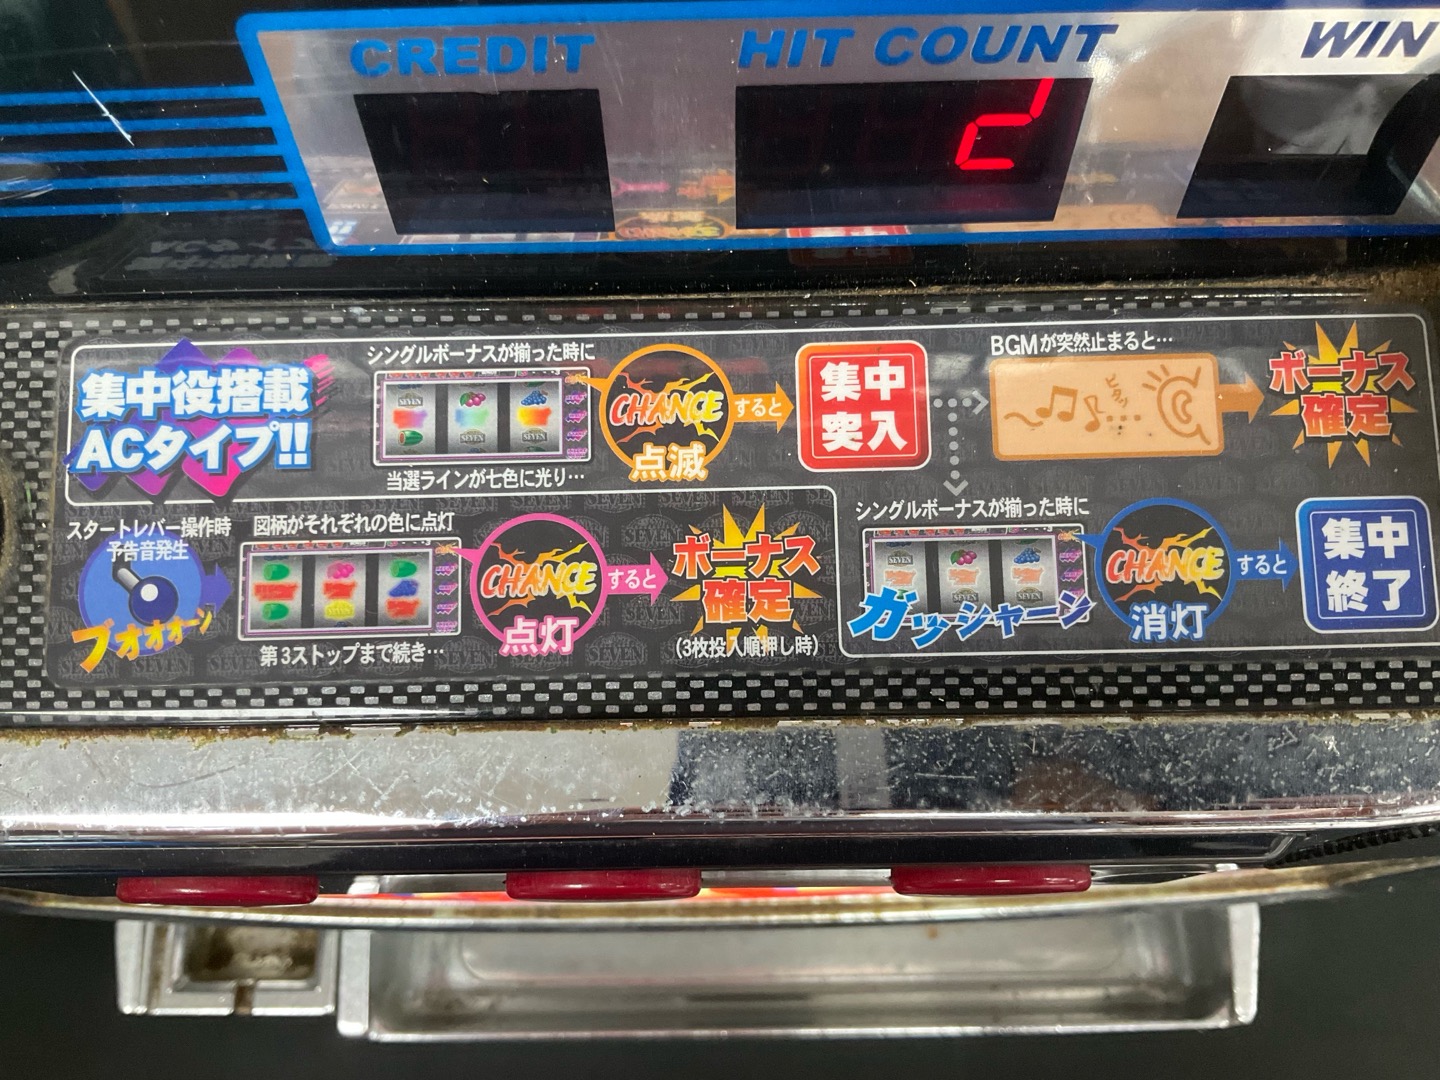 CREDIT
HIT COUNT
WIN
集中役搭載
ACタイプ!!
シングルボーナスが揃った時に
当選ラインが七色に光り…
CHANCE
点滅
すると
集中
突入
BGMが突然止まると…
ピタッ
ボーナス
確定
スタートレバー操作時
予告音発生
ブオオオーン
図柄がそれぞれの色に点灯
第3ストップまで続き…
CHANCE
点灯
すると
ボーナス
確定
(3枚投入順押し時)
シングルボーナスが揃った時に
ガッシャーン
CHANCE
消灯
すると
集中
終了